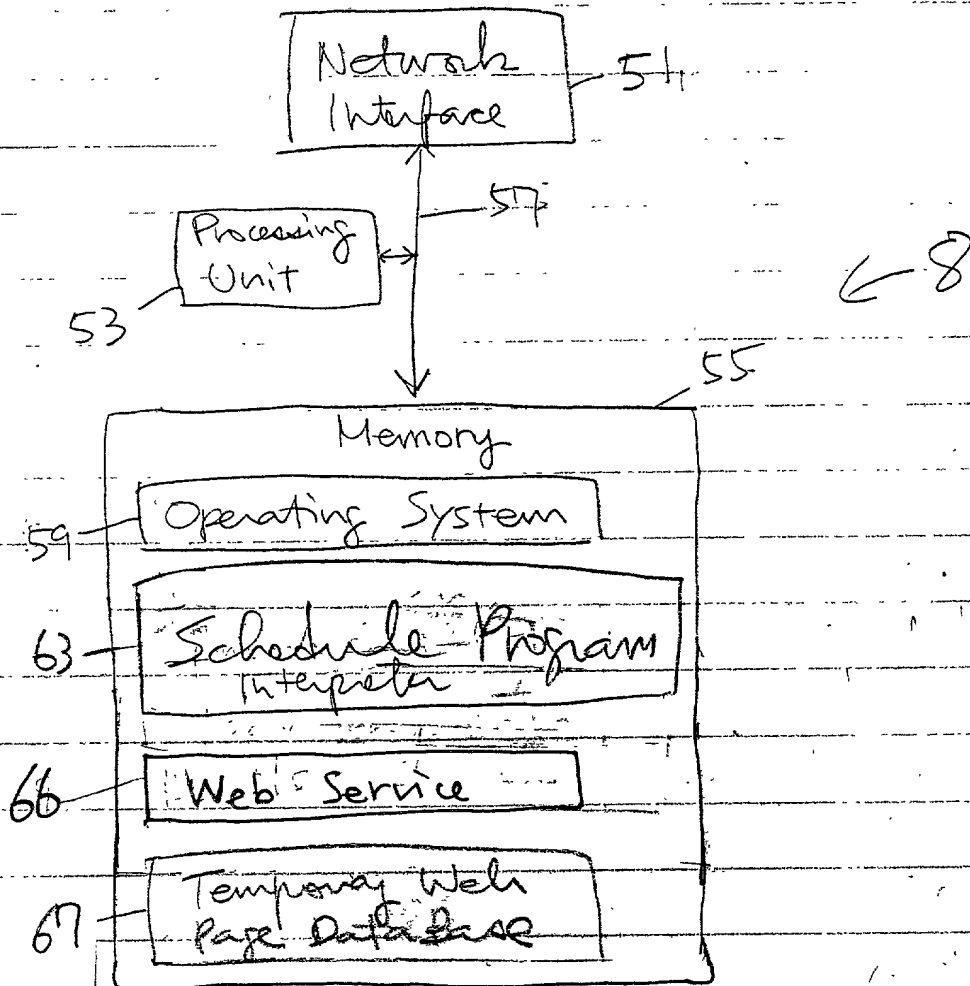 Network
Interface
54
57
Processing
Unit
53
8
55
Memory
Operating System
59
Schedule Program
Interpreter
63
Web Service
66
Temporary Web
Page DataBase
67